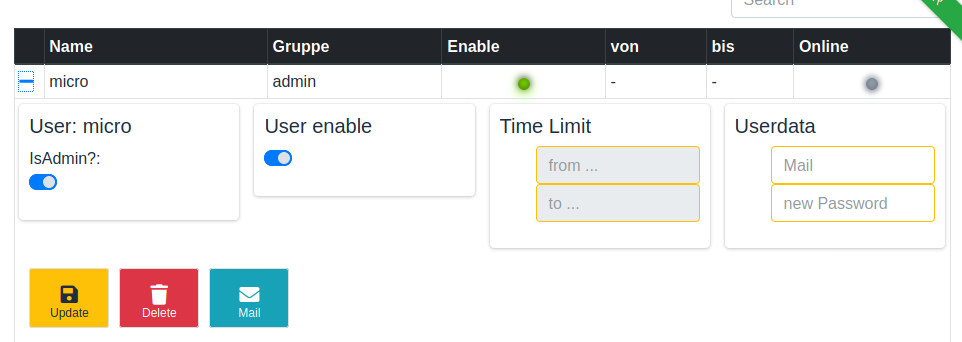 Search
Name Gruppe Enable von bis Online
micro admin - -
User: micro
IsAdmin?:
User enable
Time Limit
from ...
to ...
Userdata
Mail
new Password
Update Delete Mail